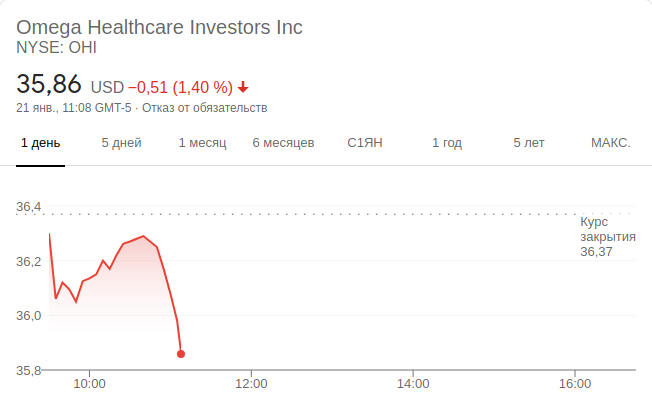 Omega Healthcare Investors Inc
NYSE: OHI
35,86 USD −0,51 (1,40 %)
21 янв., 11:08 GMT-5 · Отказ от обязательств
1 день 5 дней 1 месяц 6 месяцев С1ЯН 1 год 5 лет МАКС.
36,4
Курс
закрытия
36,37
36,2
36,0
35,8
10:00 12:00 14:00 16:00